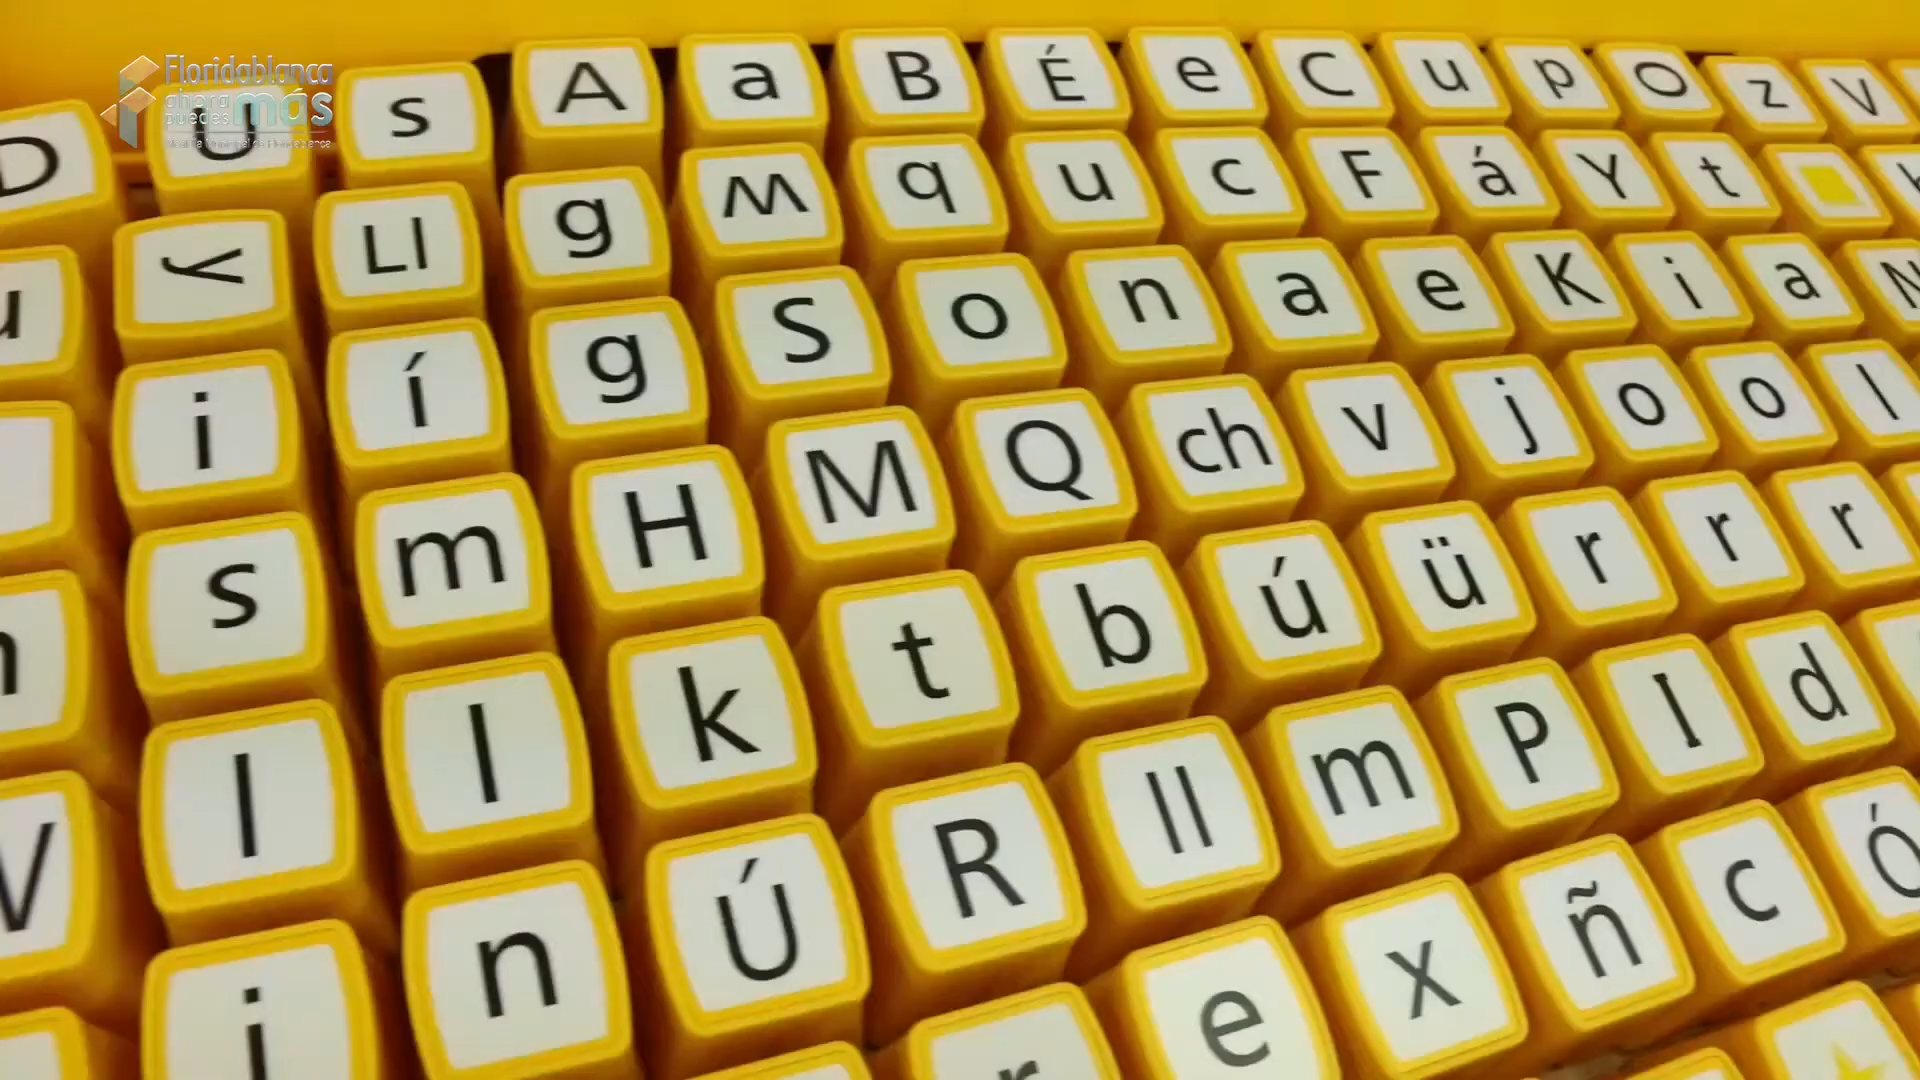 Floridablanca
ahora
puedes más
D U s A a B É e C u p O z V
u y Ll g w q u c F á Y t
i í g S o n a e K i a N
s m H M Q ch v j o o l
l l k t b ú ü r r r
V n Ú R ll m P l d
i r e x ñ c Ó